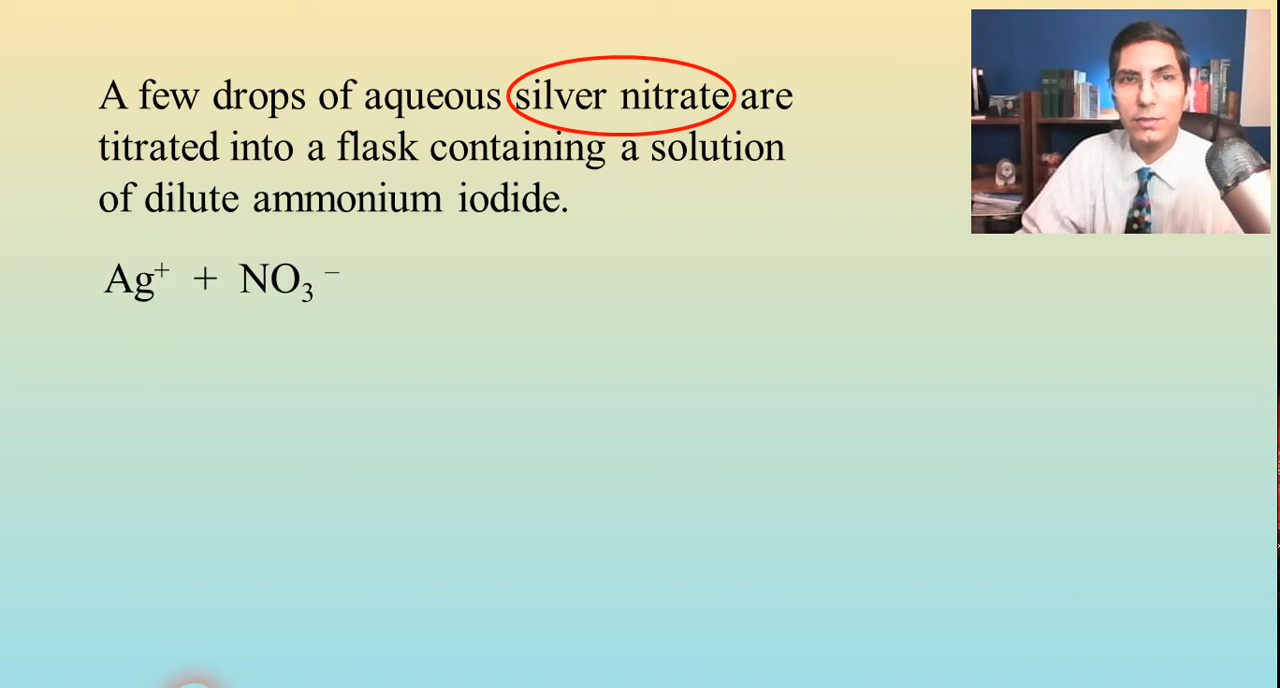 A few drops of aqueous silver nitrate are
titrated into a flask containing a solution
of dilute ammonium iodide.
Ag⁺ + NO₃⁻